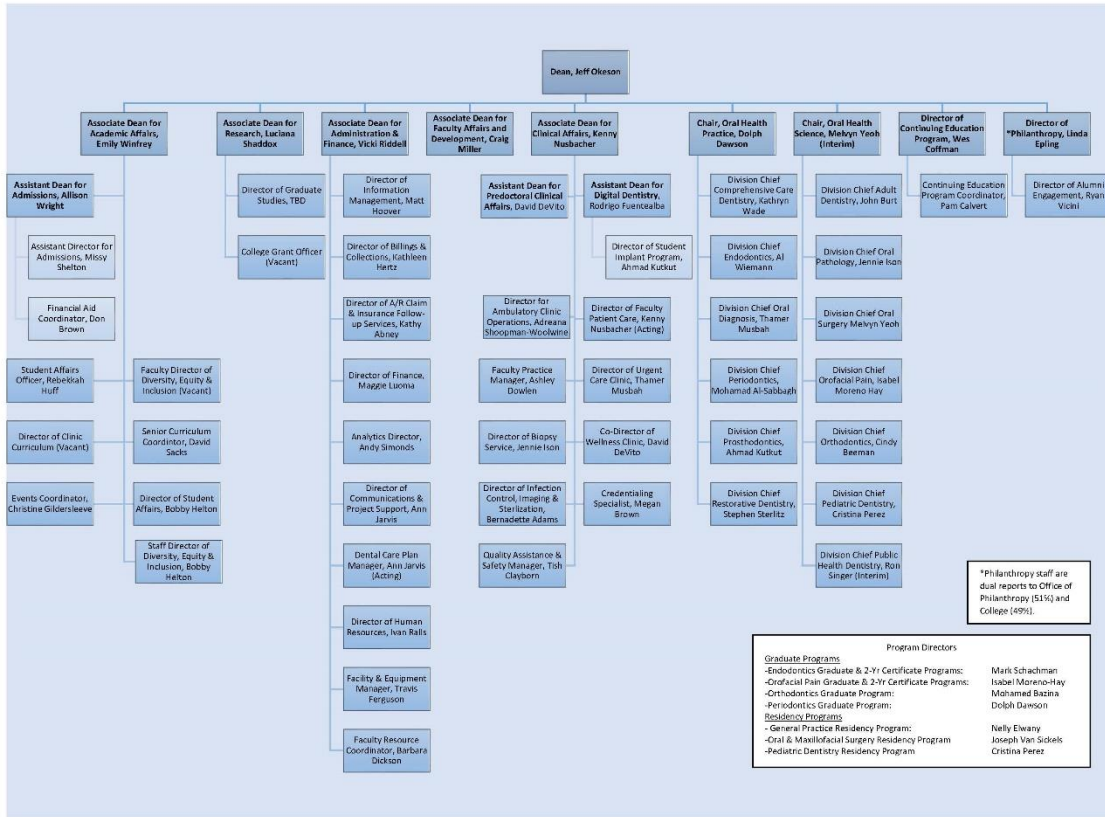 Dean, Jeff Okeson
Associate Dean for
Academic Affairs,
Emily Winfrey
Associate Dean for
Research, Luciana
Shaddox
Associate Dean for
Administration &
Finance, Vicki Riddell
Associate Dean for
Faculty Affairs and
Development, Craig
Miller
Associate Dean for
Clinical Affairs, Kenny
Nusbacher
Chair, Oral Health
Practice, Dolph
Dawson
Chair, Oral Health
Science, Melvyn Yeoh
(Interim)
Director of
Continuing Education
Program, Wes
Coffman
Director of
*Philanthropy, Linda
Epling
Assistant Dean for
Admissions, Allison
Wright
Assistant Director for
Admissions, Missy
Shelton
Financial Aid
Coordinator, Don
Brown
Student Affairs
Officer, Rebekkah
Huff
Faculty Director of
Diversity, Equity &
Inclusion (Vacant)
Director of Clinic
Curriculum (Vacant)
Senior Curriculum
Coordintor, David
Sacks
Events Coordinator,
Christine Gildersleeve
Director of Student
Affairs, Bobby Helton
Staff Director of
Diversity, Equity &
Inclusion, Bobby
Helton
Director of Graduate
Studies, TBD
College Grant Officer
(Vacant)
Director of
Information
Management, Matt
Hoover
Director of Billings &
Collections, Kathleen
Hertz
Director of A/R Claim
& Insurance Follow-
up Services, Kathy
Abney
Director of Finance,
Maggie Luoma
Analytics Director,
Andy Simonds
Director of
Communications &
Project Support, Ann
Jarvis
Dental Care Plan
Manager, Ann Jarvis
(Acting)
Director of Human
Resources, Ivan Ralls
Facility & Equipment
Manager, Travis
Ferguson
Faculty Resource
Coordinator, Barbara
Dickson
Assistant Dean for
Predoctoral Clinical
Affairs, David DeVito
Assistant Dean for
Digital Dentistry,
Rodrigo Fuentealba
Director of Student
Implant Program,
Ahmad Kutkut
Director for
Ambulatory Clinic
Operations, Adreana
Shoopman-Woolwine
Director of Faculty
Patient Care, Kenny
Nusbacher (Acting)
Faculty Practice
Manager, Ashley
Dowlen
Director of Urgent
Care Clinic, Thamer
Musbah
Director of Biopsy
Service, Jennie Ison
Co-Director of
Wellness Clinic, David
DeVito
Director of Infection
Control, Imaging &
Sterlization,
Bernadette Adams
Credentialing
Specialist, Megan
Brown
Quality Assistance &
Safety Manager, Tish
Clayborn
Division Chief
Comprehensive Care
Dentistry, Kathryn
Wade
Division Chief
Endodontics, Al
Wiemann
Division Chief Oral
Diagnosis, Thamer
Musbah
Division Chief
Periodontics,
Mohamad Al-Sabbagh
Division Chief
Prosthodontics,
Ahmad Kutkut
Division Chief
Restorative Dentistry,
Stephen Sterlitz
Division Chief Adult
Dentistry, John Burt
Division Chief Oral
Pathology, Jennie Ison
Division Chief Oral
Surgery Melvyn Yeoh
Division Chief
Orofacial Pain, Isabel
Moreno Hay
Division Chief
Orthodontics, Cindy
Beeman
Division Chief
Pediatric Dentistry,
Cristina Perez
Division Chief Public
Health Dentistry, Ron
Singer (Interim)
Continuing Education
Program Coordinator,
Pam Calvert
Director of Alumni
Engagement, Ryan
Vicini
*Philanthropy staff are
dual reports to Office of
Philanthropy (51%) and
College (49%).
Program Directors
Graduate Programs
-Endodontics Graduate & 2-Yr Certificate Programs: Mark Schachman
-Orofacial Pain Graduate & 2-Yr Certificate Programs: Isabel Moreno-Hay
-Orthodontics Graduate Program: Mohamed Bazina
-Periodontics Graduate Program: Dolph Dawson
Residency Programs
- General Practice Residency Program: Nelly Elwany
-Oral & Maxillofacial Surgery Residency Program Joseph Van Sickels
-Pediatric Dentistry Residency Program Cristina Perez